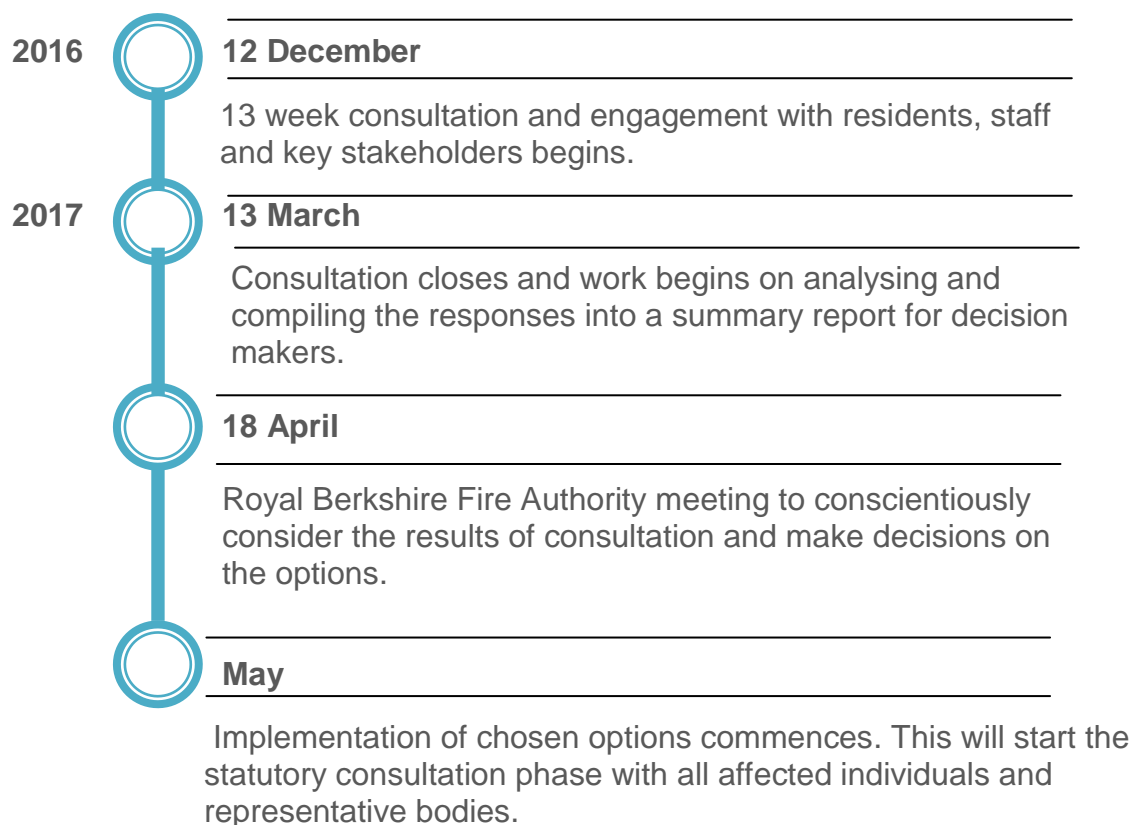 2016 12 December
13 week consultation and engagement with residents, staff
and key stakeholders begins.
2017 13 March
Consultation closes and work begins on analysing and
compiling the responses into a summary report for decision
makers.
18 April
Royal Berkshire Fire Authority meeting to conscientiously
consider the results of consultation and make decisions on
the options.
May
Implementation of chosen options commences. This will start the
statutory consultation phase with all affected individuals and
representative bodies.